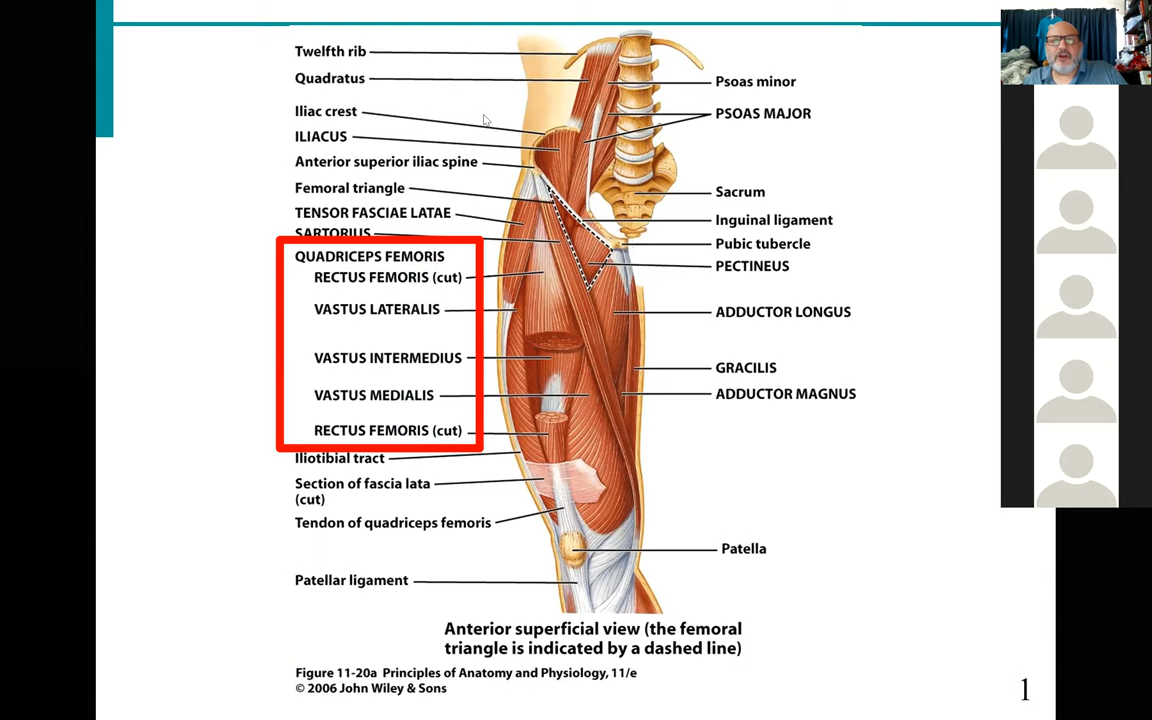 Twelfth rib
Quadratus
Iliac crest
ILIACUS
Anterior superior iliac spine
Femoral triangle
TENSOR FASCIAE LATAE
SARTORIUS
QUADRICEPS FEMORIS
RECTUS FEMORIS (cut)
VASTUS LATERALIS
VASTUS INTERMEDIUS
VASTUS MEDIALIS
RECTUS FEMORIS (cut)
Iliotibial tract
Section of fascia lata
(cut)
Tendon of quadriceps femoris
Patellar ligament
Psoas minor
PSOAS MAJOR
Sacrum
Inguinal ligament
Pubic tubercle
PECTINEUS
ADDUCTOR LONGUS
GRACILIS
ADDUCTOR MAGNUS
Patella
Anterior superficial view (the femoral
triangle is indicated by a dashed line)
Figure 11-20a Principles of Anatomy and Physiology, 11/e
© 2006 John Wiley & Sons
1